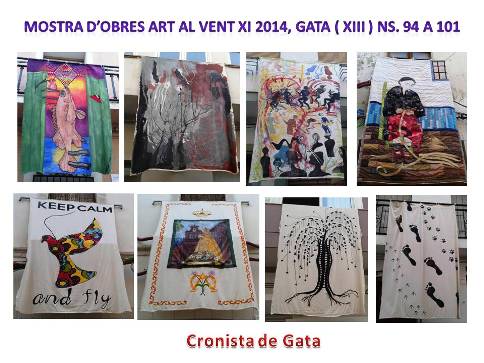 MOSTRA D'OBRES ART AL VENT XI 2014, GATA ( XIII ) NS. 94 A 101
KEEP CALM
and fly
Cronista de Gata